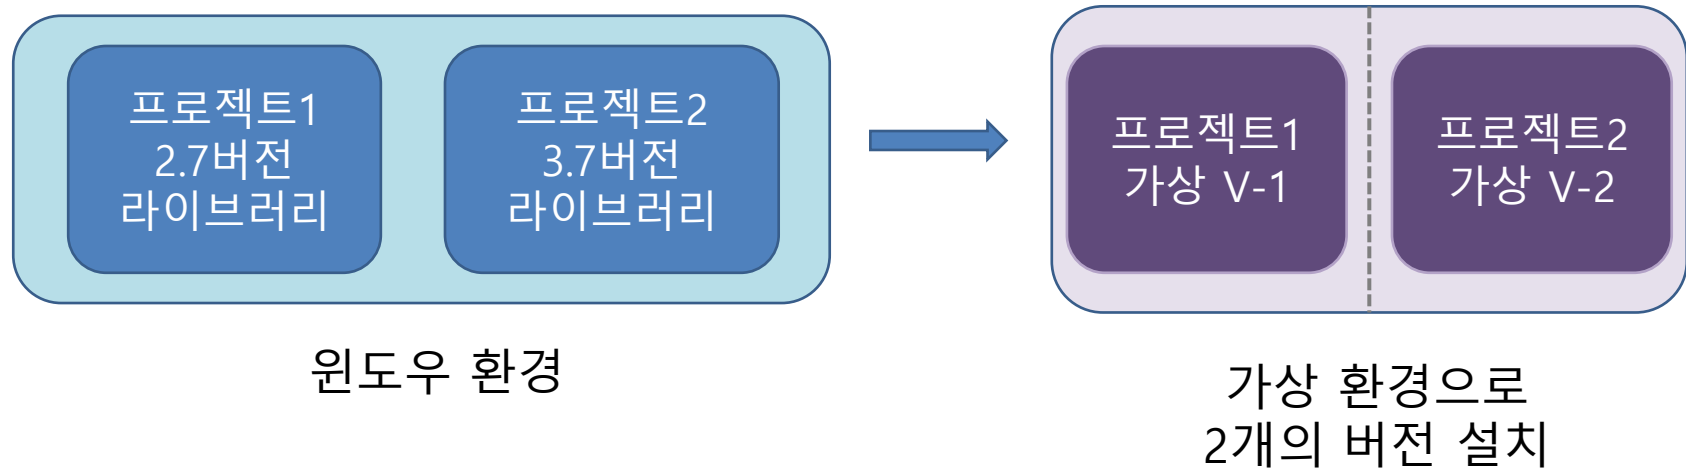 프로젝트1
2.7버전
라이브러리
프로젝트2
3.7버전
라이브러리
윈도우 환경
프로젝트1
가상 V-1
프로젝트2
가상 V-2
가상 환경으로
2개의 버전 설치